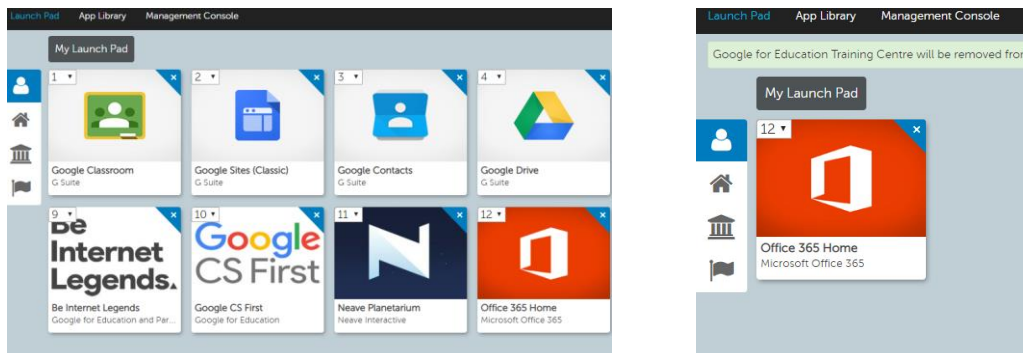 Launch Pad App Library Management Console
My Launch Pad
1 2 3 4
Google Classroom Google Sites (Classic) Google Contacts Google Drive
G Suite G Suite G Suite G Suite
9 10 11 12
Be
Internet
Legends.
Google
CS First
N
Be Internet Legends Google CS First Neave Planetarium Office 365 Home
Google for Education and Par... Google for Education Neave Interactive Microsoft Office 365
Launch Pad App Library Management Console
Google for Education Training Centre will be removed fro
My Launch Pad
12
Office 365 Home
Microsoft Office 365